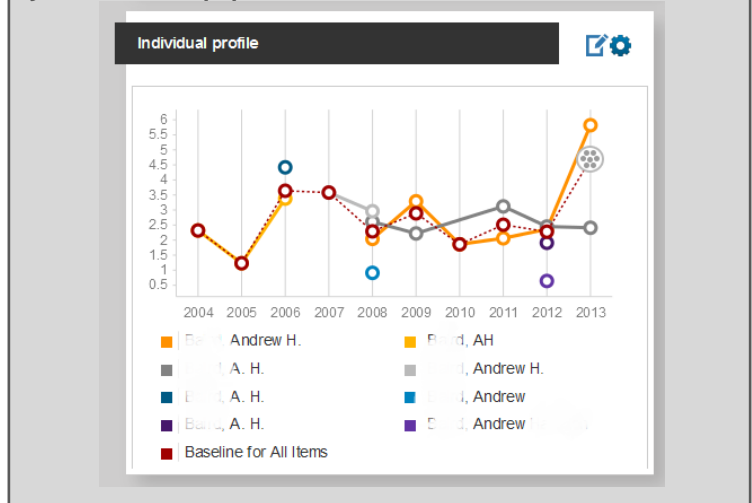 Individual profile
6
5.5
5
4.5
4
3.5
3
2.5
2
1.5
1
0.5
2004 2005 2006 2007 2008 2009 2010 2011 2012 2013
Andrew H. AH
A. H. Andrew H.
A. H. Andrew
A. H. Andrew
Baseline for All Items